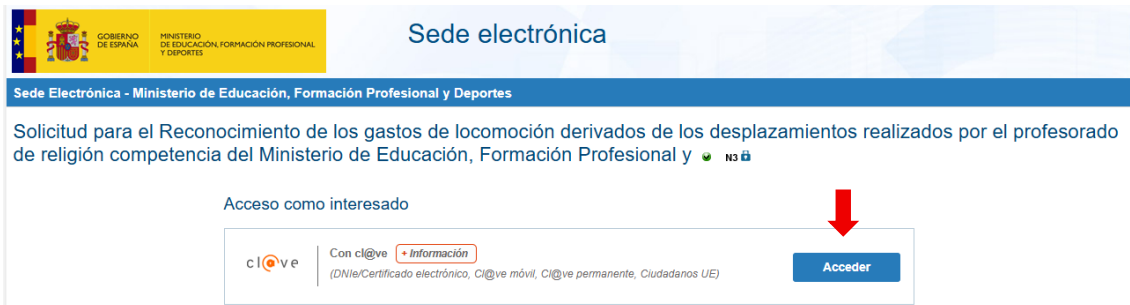 GOBIERNO
DE ESPAÑA
MINISTERIO
DE EDUCACIÓN, FORMACIÓN PROFESIONAL
Y DEPORTES
Sede electrónica
Sede Electrónica - Ministerio de Educación, Formación Profesional y Deportes
Solicitud para el Reconocimiento de los gastos de locomoción derivados de los desplazamientos realizados por el profesorado
de religión competencia del Ministerio de Educación, Formación Profesional y N3
Acceso como interesado
cl@ve
Con cl@ve + Información
(DNIe/Certificado electrónico, Cl@ve móvil, Cl@ve permanente, Ciudadanos UE)
Acceder